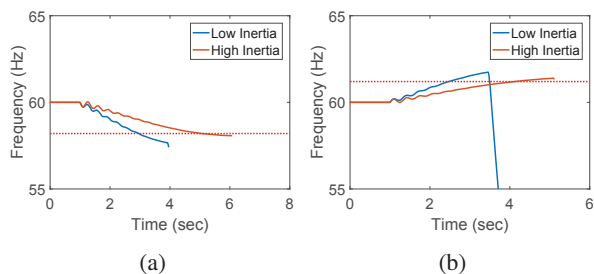 65
60
55
Frequency (Hz)
Low Inertia
High Inertia
0
2
4
6
8
Time (sec)
(a)
65
60
55
Frequency (Hz)
Low Inertia
High Inertia
0
2
4
6
Time (sec)
(b)